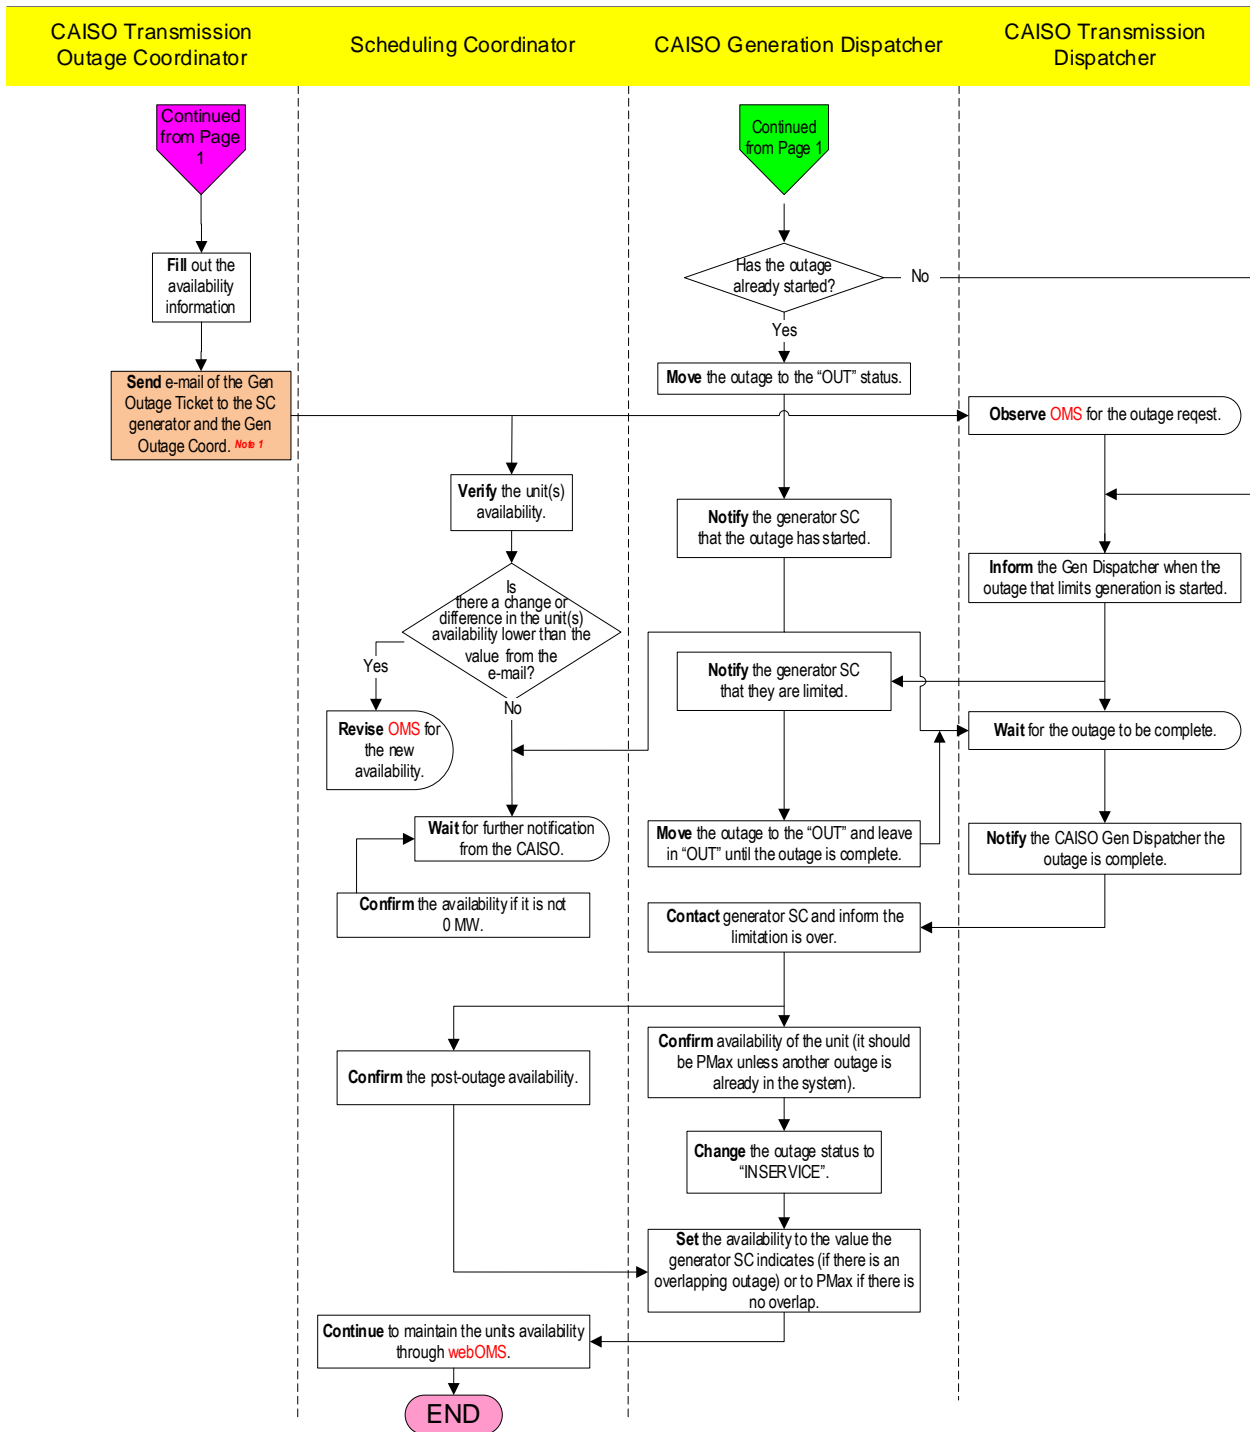 CAISO Transmission
Outage Coordinator
Scheduling Coordinator
CAISO Generation Dispatcher
CAISO Transmission
Dispatcher
Continued
from Page
1
Continued
from Page 1
Fill out the
availability
information
Has the outage
already started?
No
Yes
Send e-mail of the Gen
Outage Ticket to the SC
generator and the Gen
Outage Coord. Note 1
Move the outage to the “OUT” status.
Observe OMS for the outage reqest.
Verify the unit(s)
availability.
Notify the generator SC
that the outage has started.
Inform the Gen Dispatcher when the
outage that limits generation is started.
Is
there a change or
difference in the unit(s)
availability lower than the
value from the
e-mail?
Yes
No
Notify the generator SC
that they are limited.
Revise OMS for
the new
availability.
Wait for the outage to be complete.
Wait for further notification
from the CAISO.
Move the outage to the “OUT” and leave
in “OUT” until the outage is complete.
Notify the CAISO Gen Dispatcher the
outage is complete.
Confirm the availability if it is not
0 MW.
Contact generator SC and inform the
limitation is over.
Confirm the post-outage availability.
Confirm availability of the unit (it should
be PMax unless another outage is
already in the system).
Change the outage status to
“INSERVICE”.
Set the availability to the value the
generator SC indicates (if there is an
overlapping outage) or to PMax if there is
no overlap.
Continue to maintain the units availability
through webOMS.
END